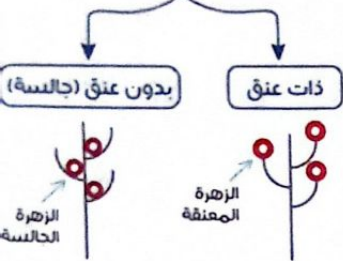 ذات عنق
بدون عنق (جالسة)
الزهرة
المعنقة
الزهرة
الجالسة